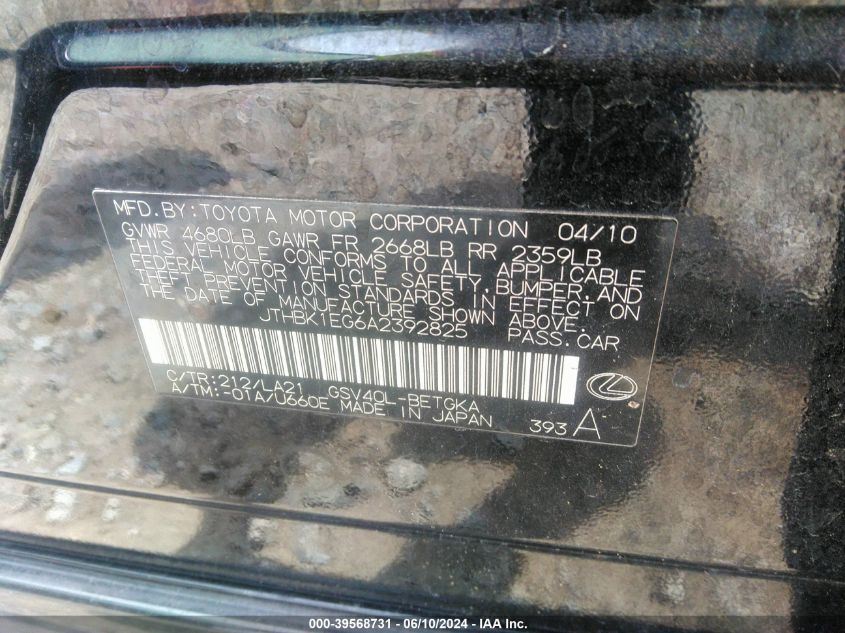 MFD.BY:TOYOTA MOTOR CORPORATION 04/10
GVWR 4680LB GAWR FR 2668LB RR 2359LB
THIS VEHICLE CONFORMS TO ALL APPLICABLE
FEDERAL MOTOR VEHICLE SAFETY,BUMPER,AND
THEFT PREVENTION STANDARDS IN EFFECT ON
THE DATE OF MANUFACTURE SHOWN ABOVE.
JTHBK1EG6A2392825 PASS.CAR
C/TR:212/LA21 GSV40L-BETGKA
A/TM:-01A/U660E MADE IN JAPAN 393 A
000-39568731 - 06/10/2024 - IAA Inc.